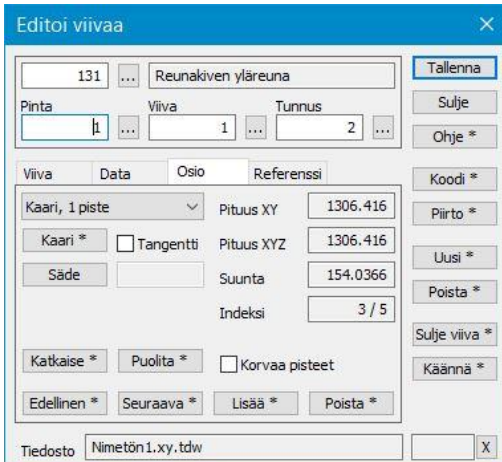 Editoi viivaa
131 ... Reunakiven yläreuna
Pinta Viiva Tunnus
1 ... 1 ... 2 ...
Viiva Data Osio Referenssi
Kaari, 1 piste Pituus XY 1306.416
Kaari * Tangentti Pituus XYZ 1306.416
Säde Suunta 154.0366
Indeksi 3 / 5
Katkaise * Puolita * Korvaa pisteet
Edellinen * Seuraava * Lisää * Poista *
Tallenna
Sulje
Ohje *
Koodi *
Piirto *
Uusi *
Poista *
Sulje viiva *
Käännä *
Tiedosto Nimetön1.xy.tdw X